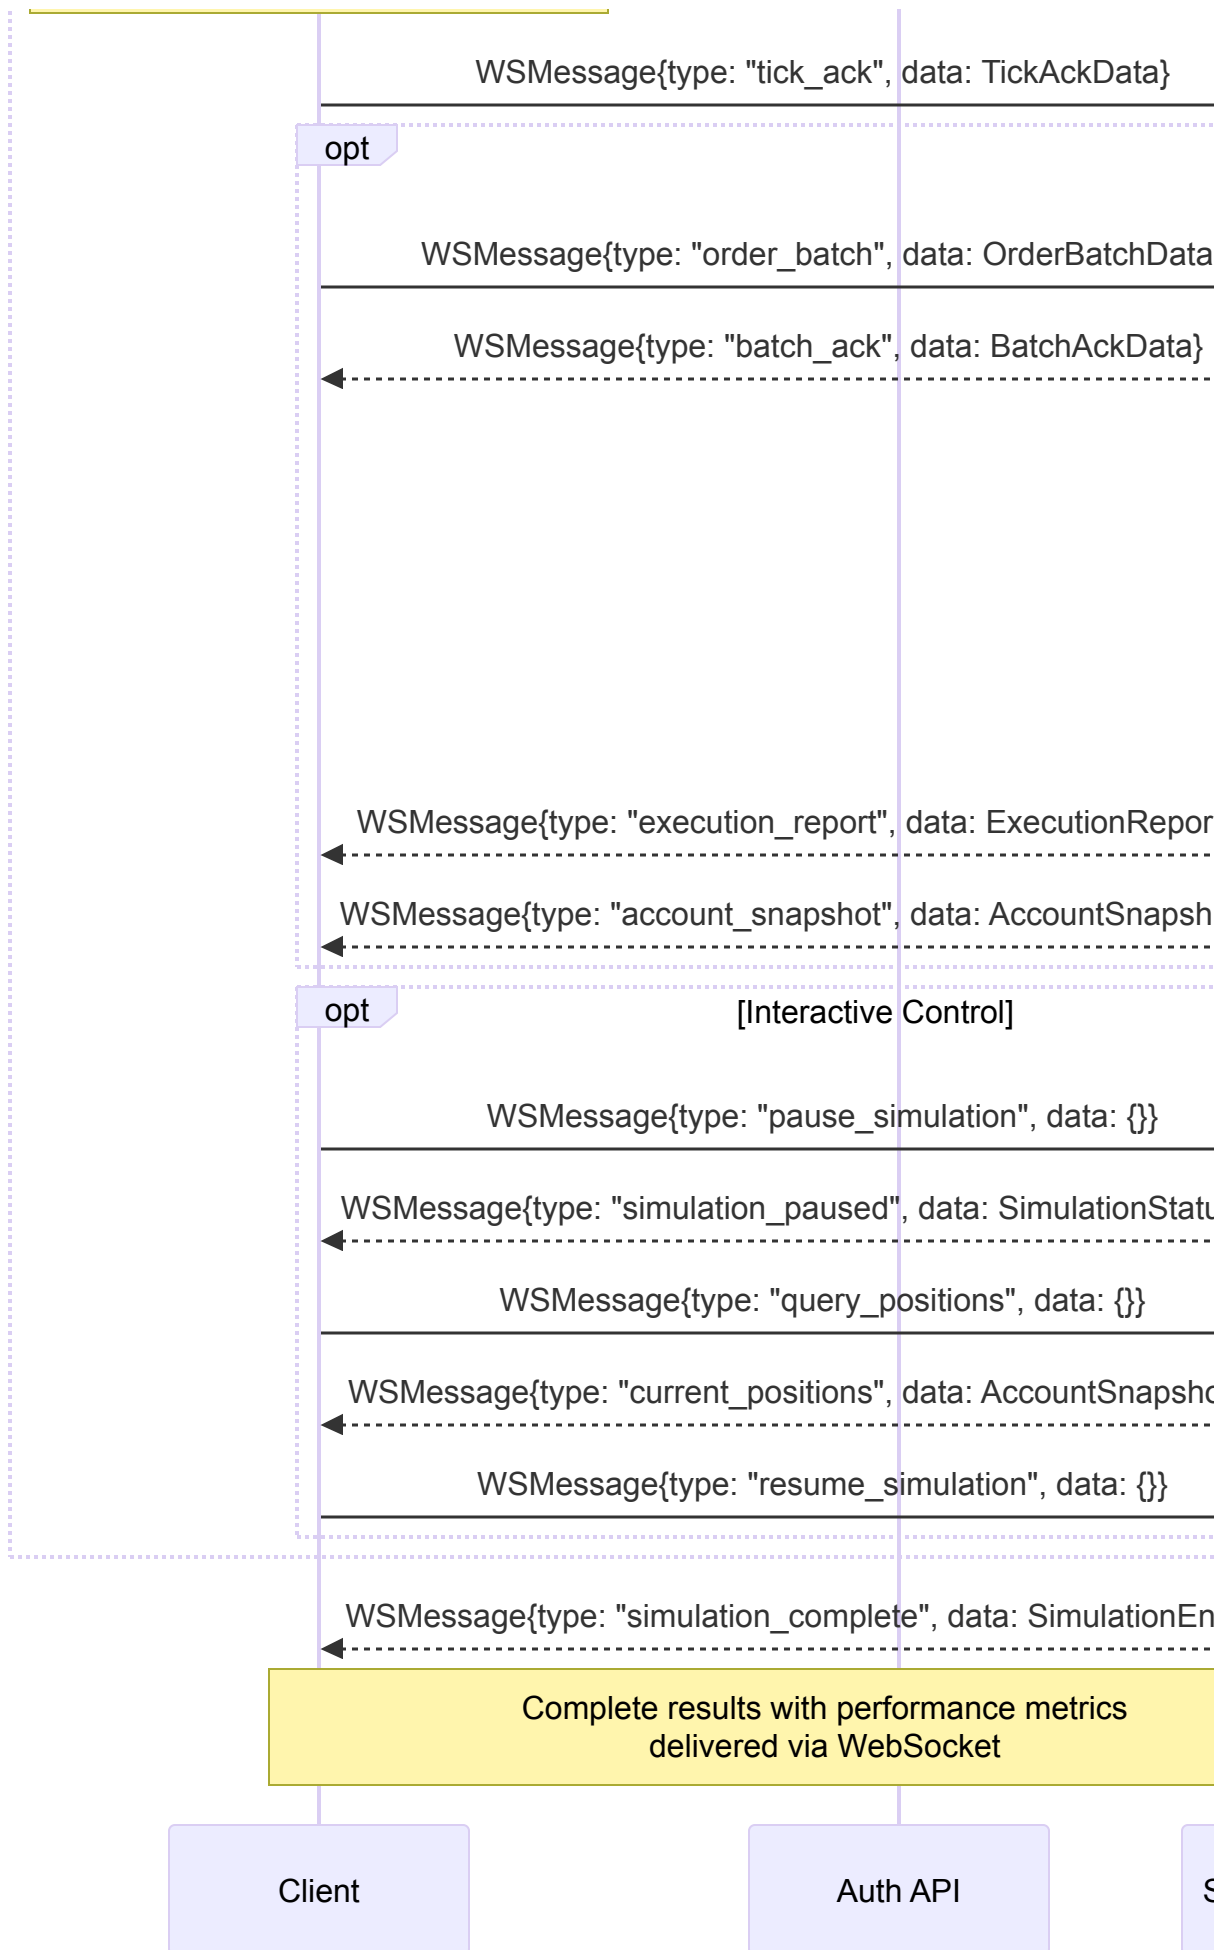 WSMessage{type: "tick_ack", data: TickAckData}
opt
WSMessage{type: "order_batch", data: OrderBatchData
WSMessage{type: "batch_ack", data: BatchAckData}
WSMessage{type: "execution_report", data: ExecutionRepor
WSMessage{type: "account_snapshot", data: AccountSnapsh
opt
[Interactive Control]
WSMessage{type: "pause_simulation", data: {}}
WSMessage{type: "simulation_paused", data: SimulationStatu
WSMessage{type: "query_positions", data: {}}
WSMessage{type: "current_positions", data: AccountSnapsho
WSMessage{type: "resume_simulation", data: {}}
WSMessage{type: "simulation_complete", data: SimulationEn
Complete results with performance metrics
delivered via WebSocket
Client
Auth API